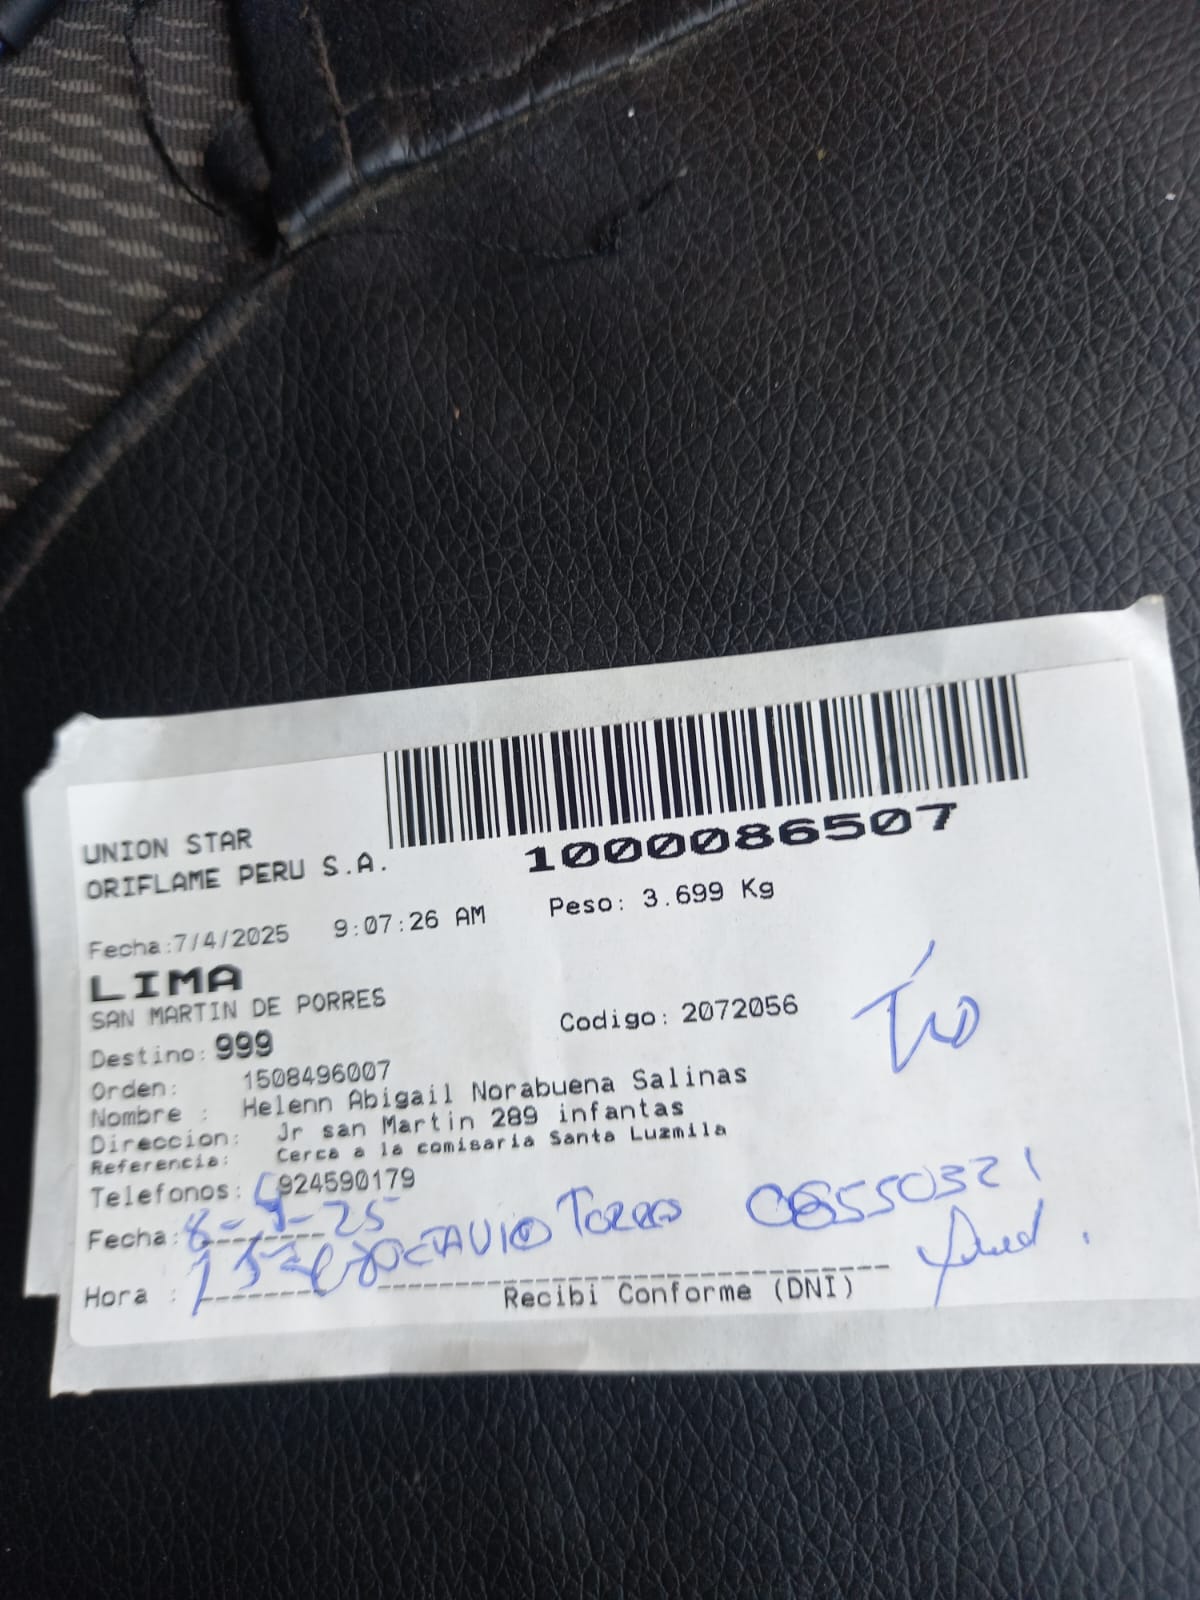 1000086507
UNION STAR
ORIFLAME PERU S.A.
Fecha:7/4/2025 9:07:26 AM Peso: 3.699 Kg
LIMA
SAN MARTIN DE PORRES
Destino: 999 Codigo: 2072056 Tío
Orden: 1508496007
Nombre : Helenn Abigail Norabuena Salinas
Direccion: Jr san Martin 289 infantas
Referencia: Cerca a la comisaria Santa Luzmila
Telefonos: 924590179
Fecha: 8-4-25 OCTAVIO TORRES
Hora :
Recibi Conforme (DNI)